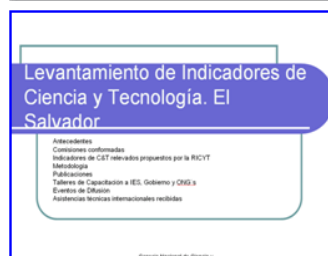 Levantamiento de Indicadores de
Ciencia y Tecnología. El
Salvador
Antecedentes
Comisiones conformadas
Indicadores de C&T relevados propuestos por la RICYT
Metodología
Publicaciones
Talleres de Capacitación a IES, Gobierno y ONG´s
Eventos de Difusión
Asistencias técnicas internacionales recibidas